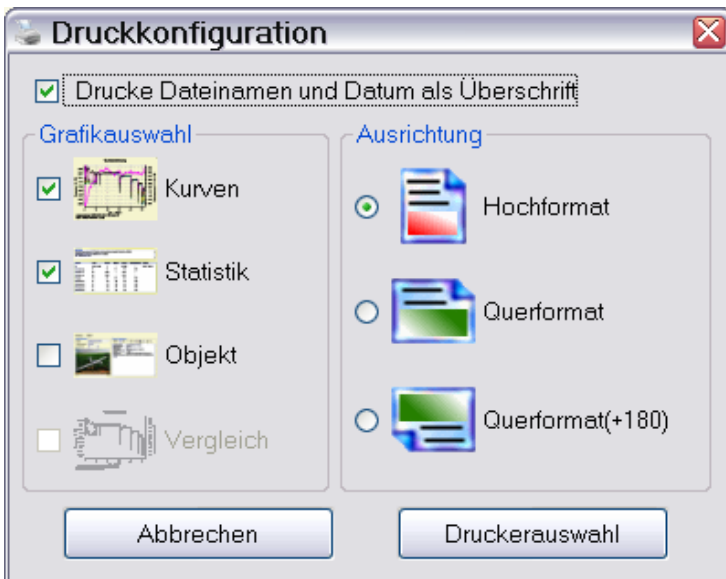 Druckkonfiguration
Drucke Dateinamen und Datum als Überschrift
Grafikauswahl
Kurven
Statistik
Objekt
Vergleich
Ausrichtung
Hochformat
Querformat
Querformat(+180)
Abbrechen
Druckerauswahl